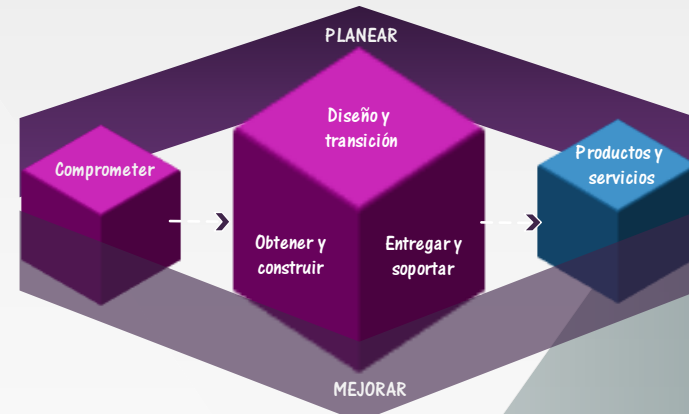 PLANEAR
Diseño y
transición
Comprometer
Productos y
servicios
Obtener y
construir
Entregar y
soportar
MEJORAR